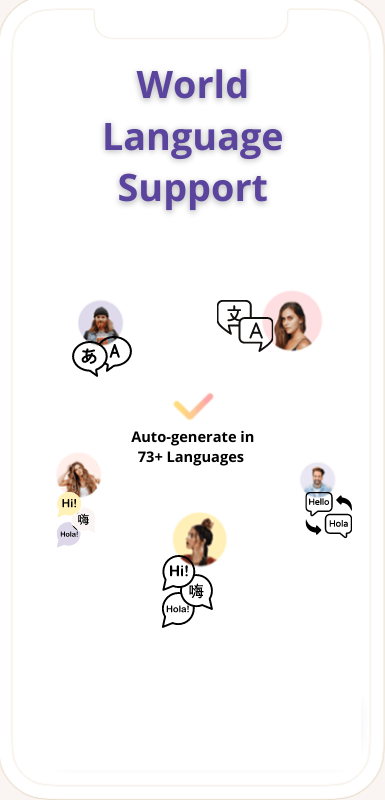 World
Language
Support
あ A
文
A
Auto-generate in
73+ Languages
Hi!
嗨
Hola!
Hello
Hola
Hi!
嗨
Hola!